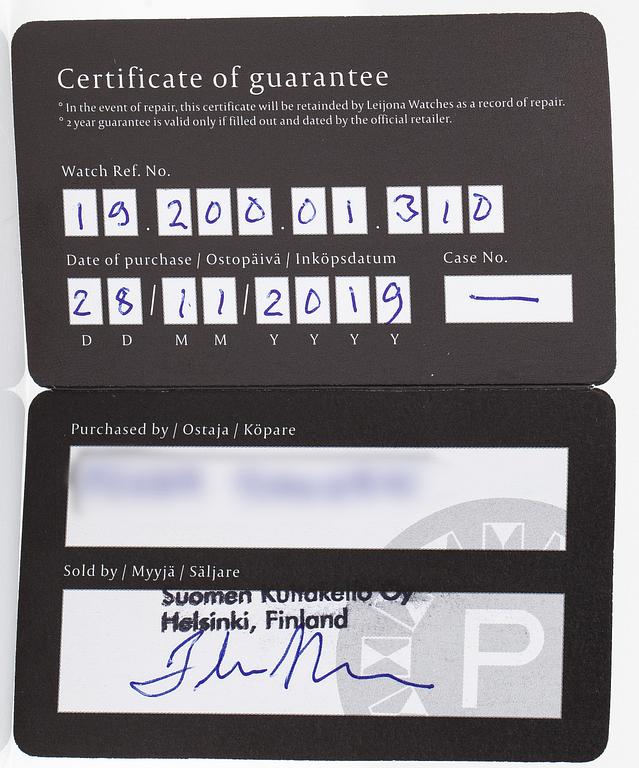 Certificate of guarantee
° In the event of repair, this certificate will be retainded by Leijona Watches as a record of repair.
° 2 year guarantee is valid only if filled out and dated by the official retailer.
Watch Ref. No.
19.200.01.310
Date of purchase / Ostopäivä / Inköpsdatum Case No.
28/11/2019 —
D D M M Y Y Y Y
Purchased by / Ostaja / Köpare
Sold by / Myyjä / Säljare
Suomen Kultakello Oy
Helsinki, Finland
P